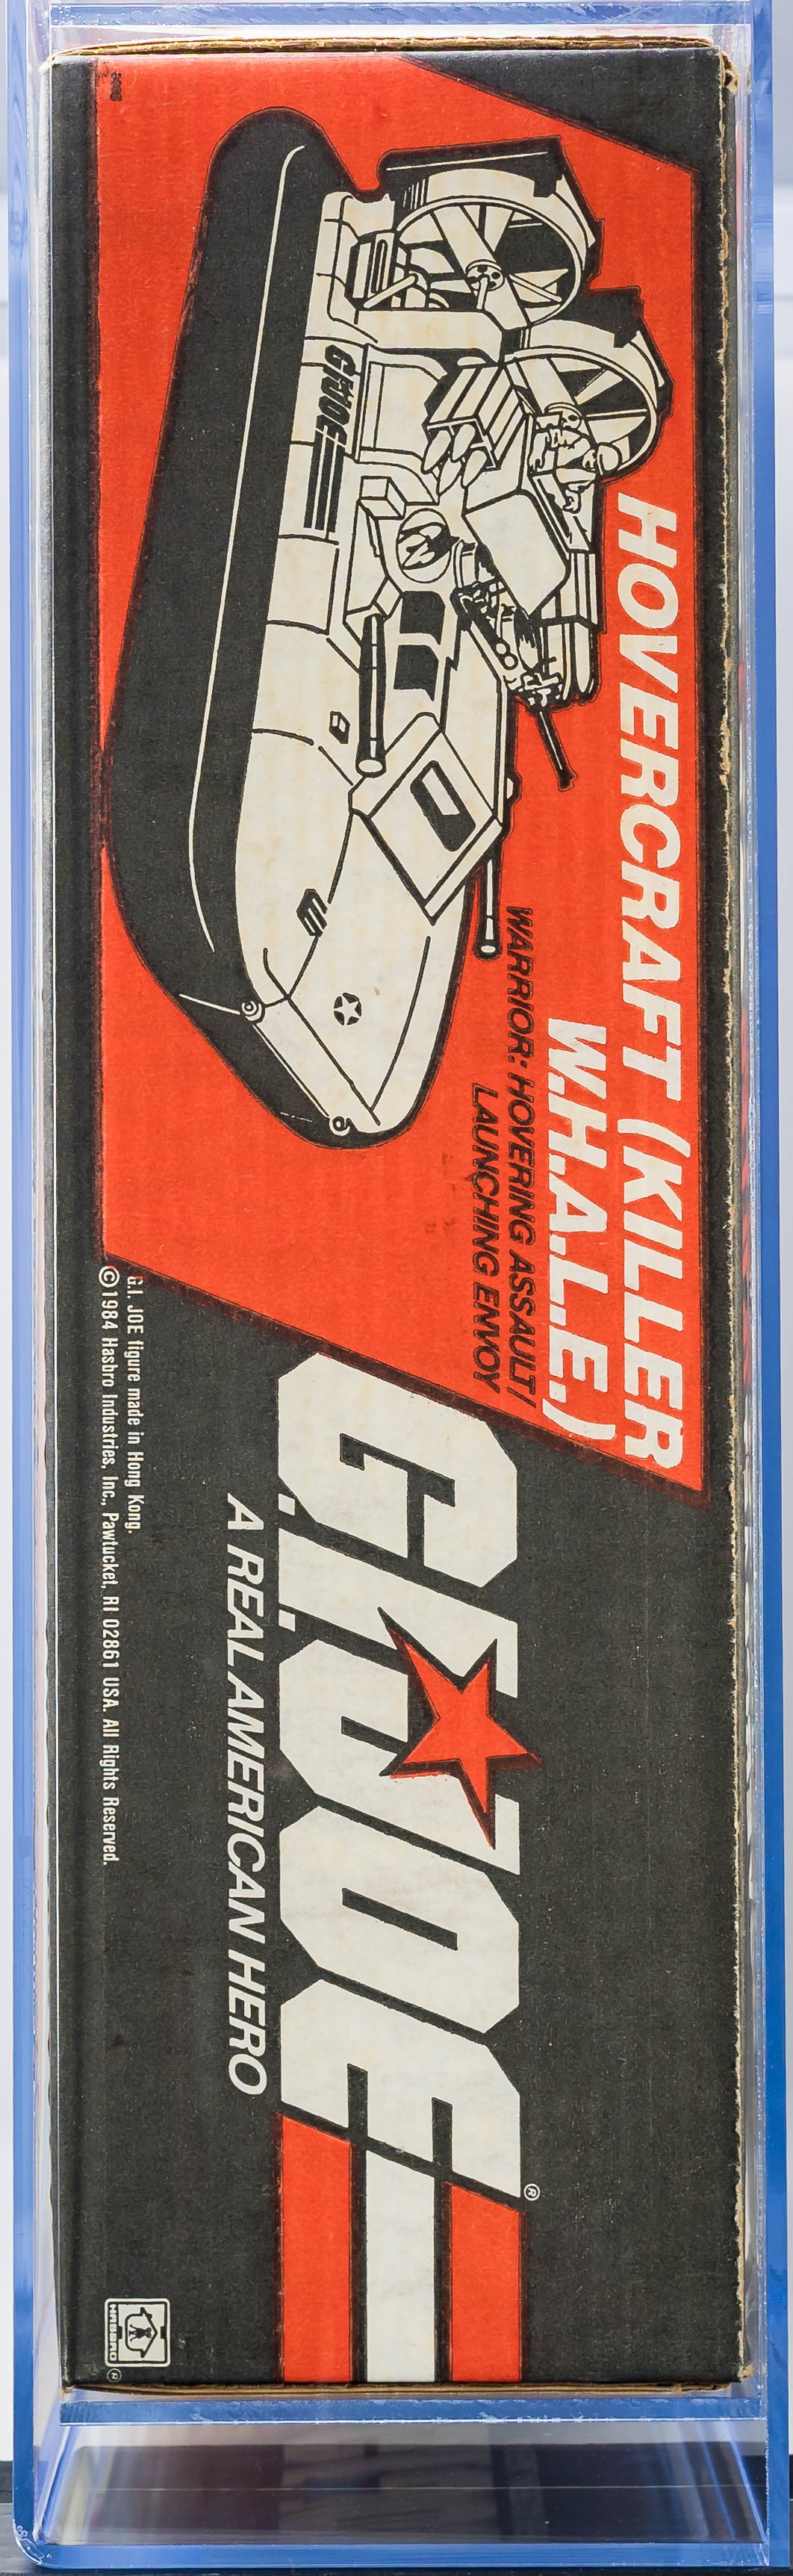 HOVERCRAFT (KILLER
W.H.A.L.E.)
WARRIOR: HOVERING ASSAULT/
LAUNCHING ENVOY
G.I. JOE
G.I. JOE ®
A REAL AMERICAN HERO
G.I. JOE figure made in Hong Kong.
©1984 Hasbro Industries, Inc., Pawtucket, RI 02861 USA. All Rights Reserved.
HASBRO ®